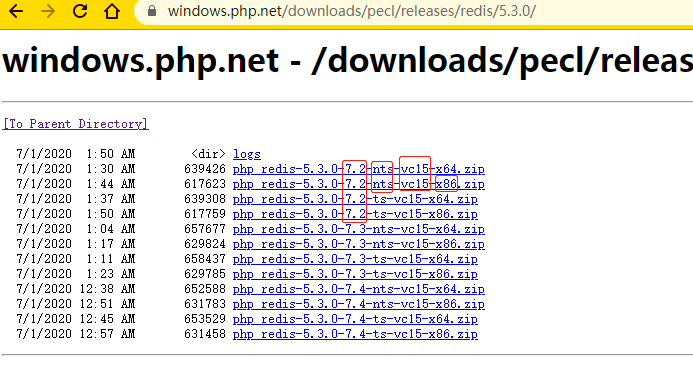 windows.php.net/downloads/pecl/releases/redis/5.3.0/
windows.php.net - /downloads/pecl/releas
[To Parent Directory]
7/1/2020 1:50 AM <dir> logs
7/1/2020 1:30 AM 639426 php_redis-5.3.0-7.2-nts-vc15-x64.zip
7/1/2020 1:44 AM 617623 php_redis-5.3.0-7.2-nts-vc15-x86.zip
7/1/2020 1:37 AM 639308 php_redis-5.3.0-7.2-ts-vc15-x64.zip
7/1/2020 1:50 AM 617759 php_redis-5.3.0-7.2-ts-vc15-x86.zip
7/1/2020 1:04 AM 657677 php_redis-5.3.0-7.3-nts-vc15-x64.zip
7/1/2020 1:17 AM 629824 php_redis-5.3.0-7.3-nts-vc15-x86.zip
7/1/2020 1:11 AM 658437 php_redis-5.3.0-7.3-ts-vc15-x64.zip
7/1/2020 1:23 AM 629785 php_redis-5.3.0-7.3-ts-vc15-x86.zip
7/1/2020 12:38 AM 652588 php_redis-5.3.0-7.4-nts-vc15-x64.zip
7/1/2020 12:51 AM 631783 php_redis-5.3.0-7.4-nts-vc15-x86.zip
7/1/2020 12:45 AM 653529 php_redis-5.3.0-7.4-ts-vc15-x64.zip
7/1/2020 12:57 AM 631458 php_redis-5.3.0-7.4-ts-vc15-x86.zip